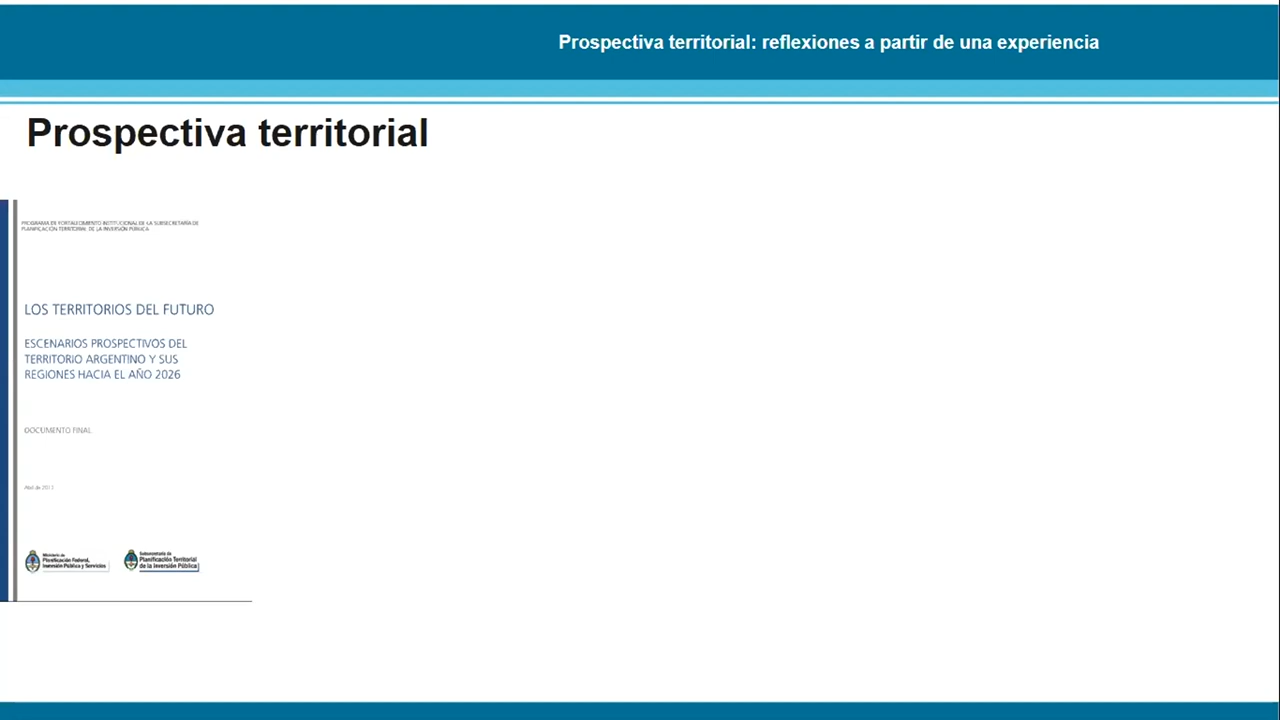 Prospectiva territorial: reflexiones a partir de una experiencia
Prospectiva territorial
PROGRAMA DE FORTALECIMIENTO INSTITUCIONAL DE LA SUBSECRETARÍA DE
PLANIFICACIÓN TERRITORIAL DE LA INVERSIÓN PÚBLICA
LOS TERRITORIOS DEL FUTURO
ESCENARIOS PROSPECTIVOS DEL
TERRITORIO ARGENTINO Y SUS
REGIONES HACIA EL AÑO 2026
DOCUMENTO FINAL
Abril de
Ministerio de
Planificación Federal,
Inversión Pública y Servicios
Subsecretaría de
Planificación Territorial
de la Inversión Pública